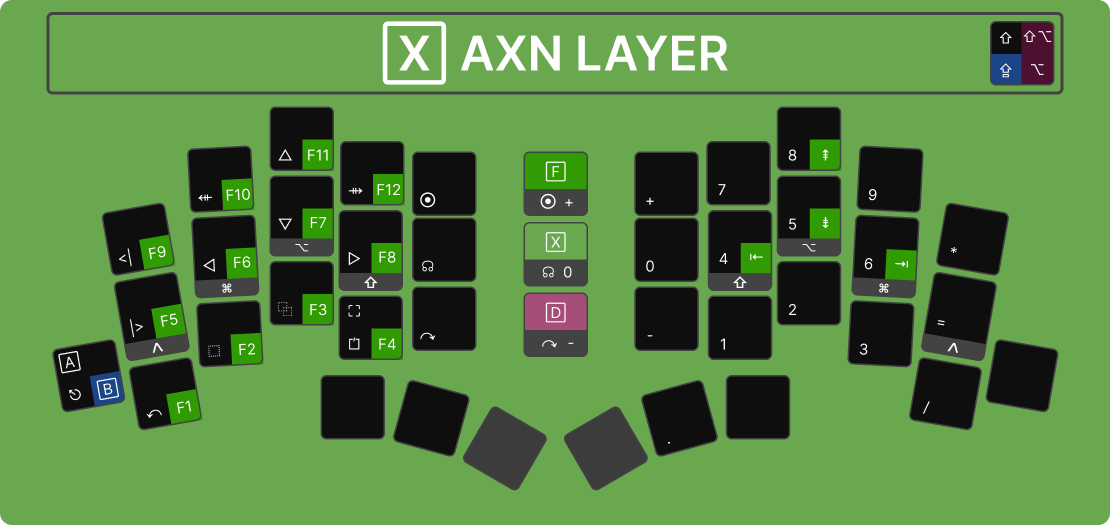 X AXN LAYER
⇧ ⇧⌥
⌥
F11
8
F10
F12
F
7
9
+
+
F9
F7
5
*
</|
⌥
⌥
F6
F8
X
0
4
6
⌘
⇧
0
⇧
⌘
F5
|>
=
F3
D
2
^
^
F2
F4
-
-
1
3
A
B
F1
/
.